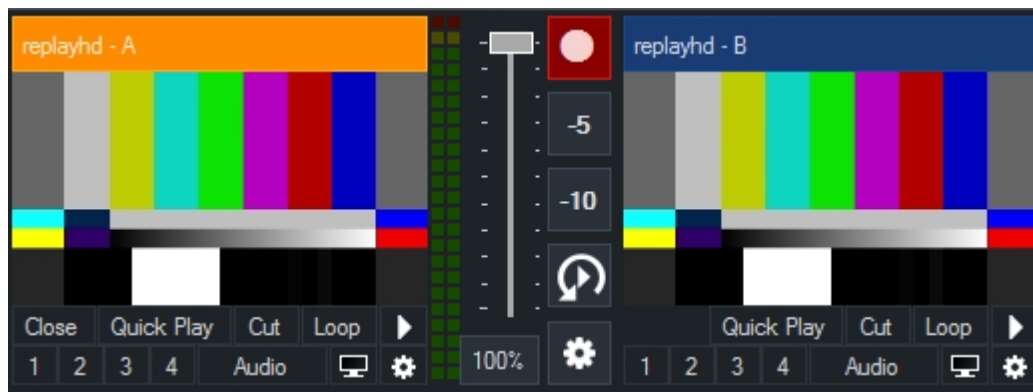 replayhd - A
replayhd - B
-5
-10
Close Quick Play Cut Loop
1 2 3 4 Audio
100%
Quick Play Cut Loop
1 2 3 4 Audio